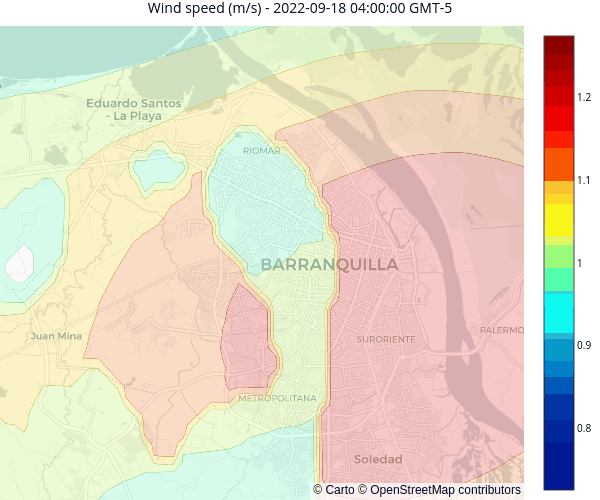 Wind speed (m/s) - 2022-09-18 04:00:00 GMT-5
Eduardo Santos
- La Playa
RIOMAR
BARRANQUILLA
Juan Mina
SURORIENTE
PALERMO
METROPOLITANA
Soledad
© Carto © OpenStreetMap contributors
1.2
1.1
1
0.9
0.8